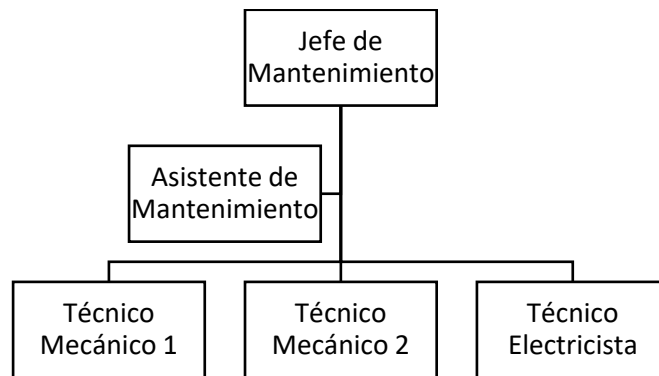 Jefe de
Mantenimiento
Asistente de
Mantenimiento
Técnico
Mecánico 1
Técnico
Mecánico 2
Técnico
Electricista